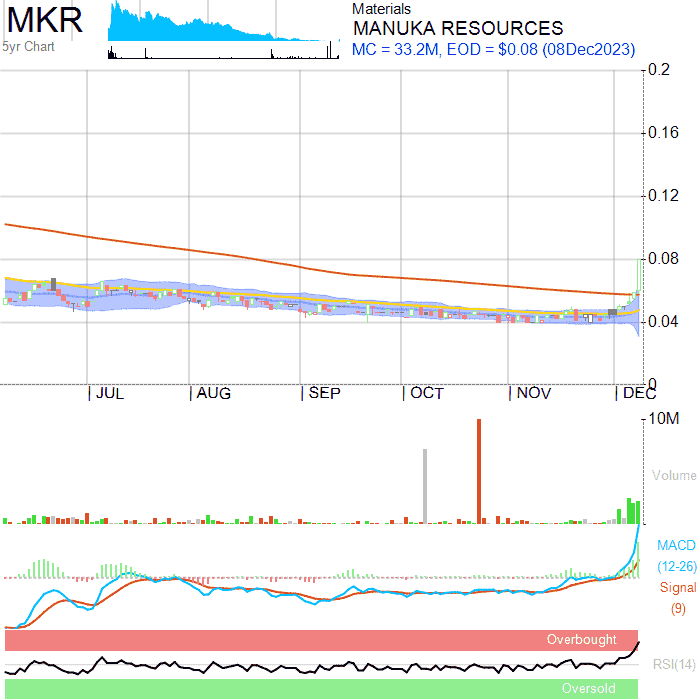 MKR
5yr Chart
Materials
MANUKA RESOURCES
MC = 33.2M, EOD = $0.08 (08Dec2023)
0.2
0.16
0.12
0.08
0.04
0
JUL AUG SEP OCT NOV DEC
10M
Volume
MACD
(12-26)
Signal
(9)
Overbought
RSI(14)
Oversold